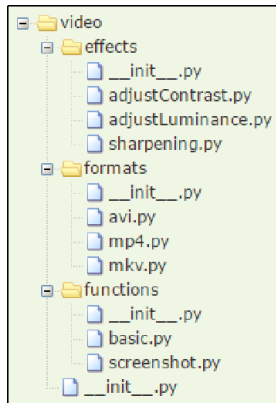 video
effects
__init__.py
adjustContrast.py
adjustLuminance.py
sharpening.py
formats
__init__.py
avi.py
mp4.py
mkv.py
functions
__init__.py
basic.py
screenshot.py
__init__.py